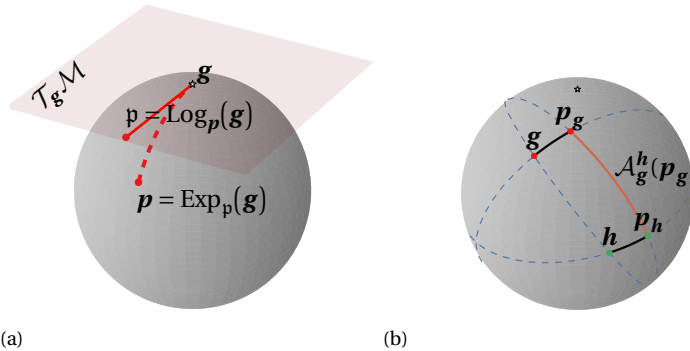 𝒯_𝒈ℳ
𝒈
𝔭 = Log_𝒑(𝒈)
𝒑 = Exp_𝔭(𝒈)
(a)
𝒑_𝒈
𝒈
𝒜_𝒈^𝒉(𝒑_𝒈
𝒑_𝒉
𝒉
(b)